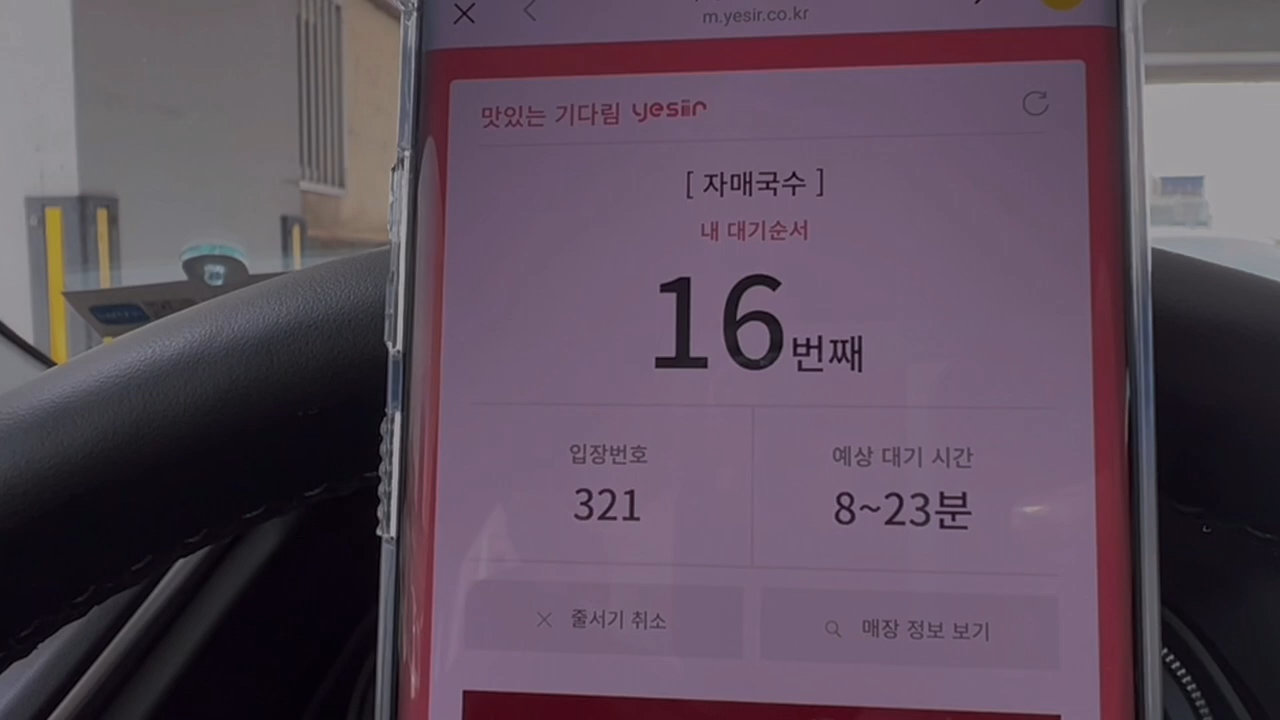 m.yesir.co.kr
맛있는 기다림 yesiir
[ 자매국수 ]
내 대기순서
16번째
입장번호
321
예상 대기 시간
8~23분
줄서기 취소
매장 정보 보기